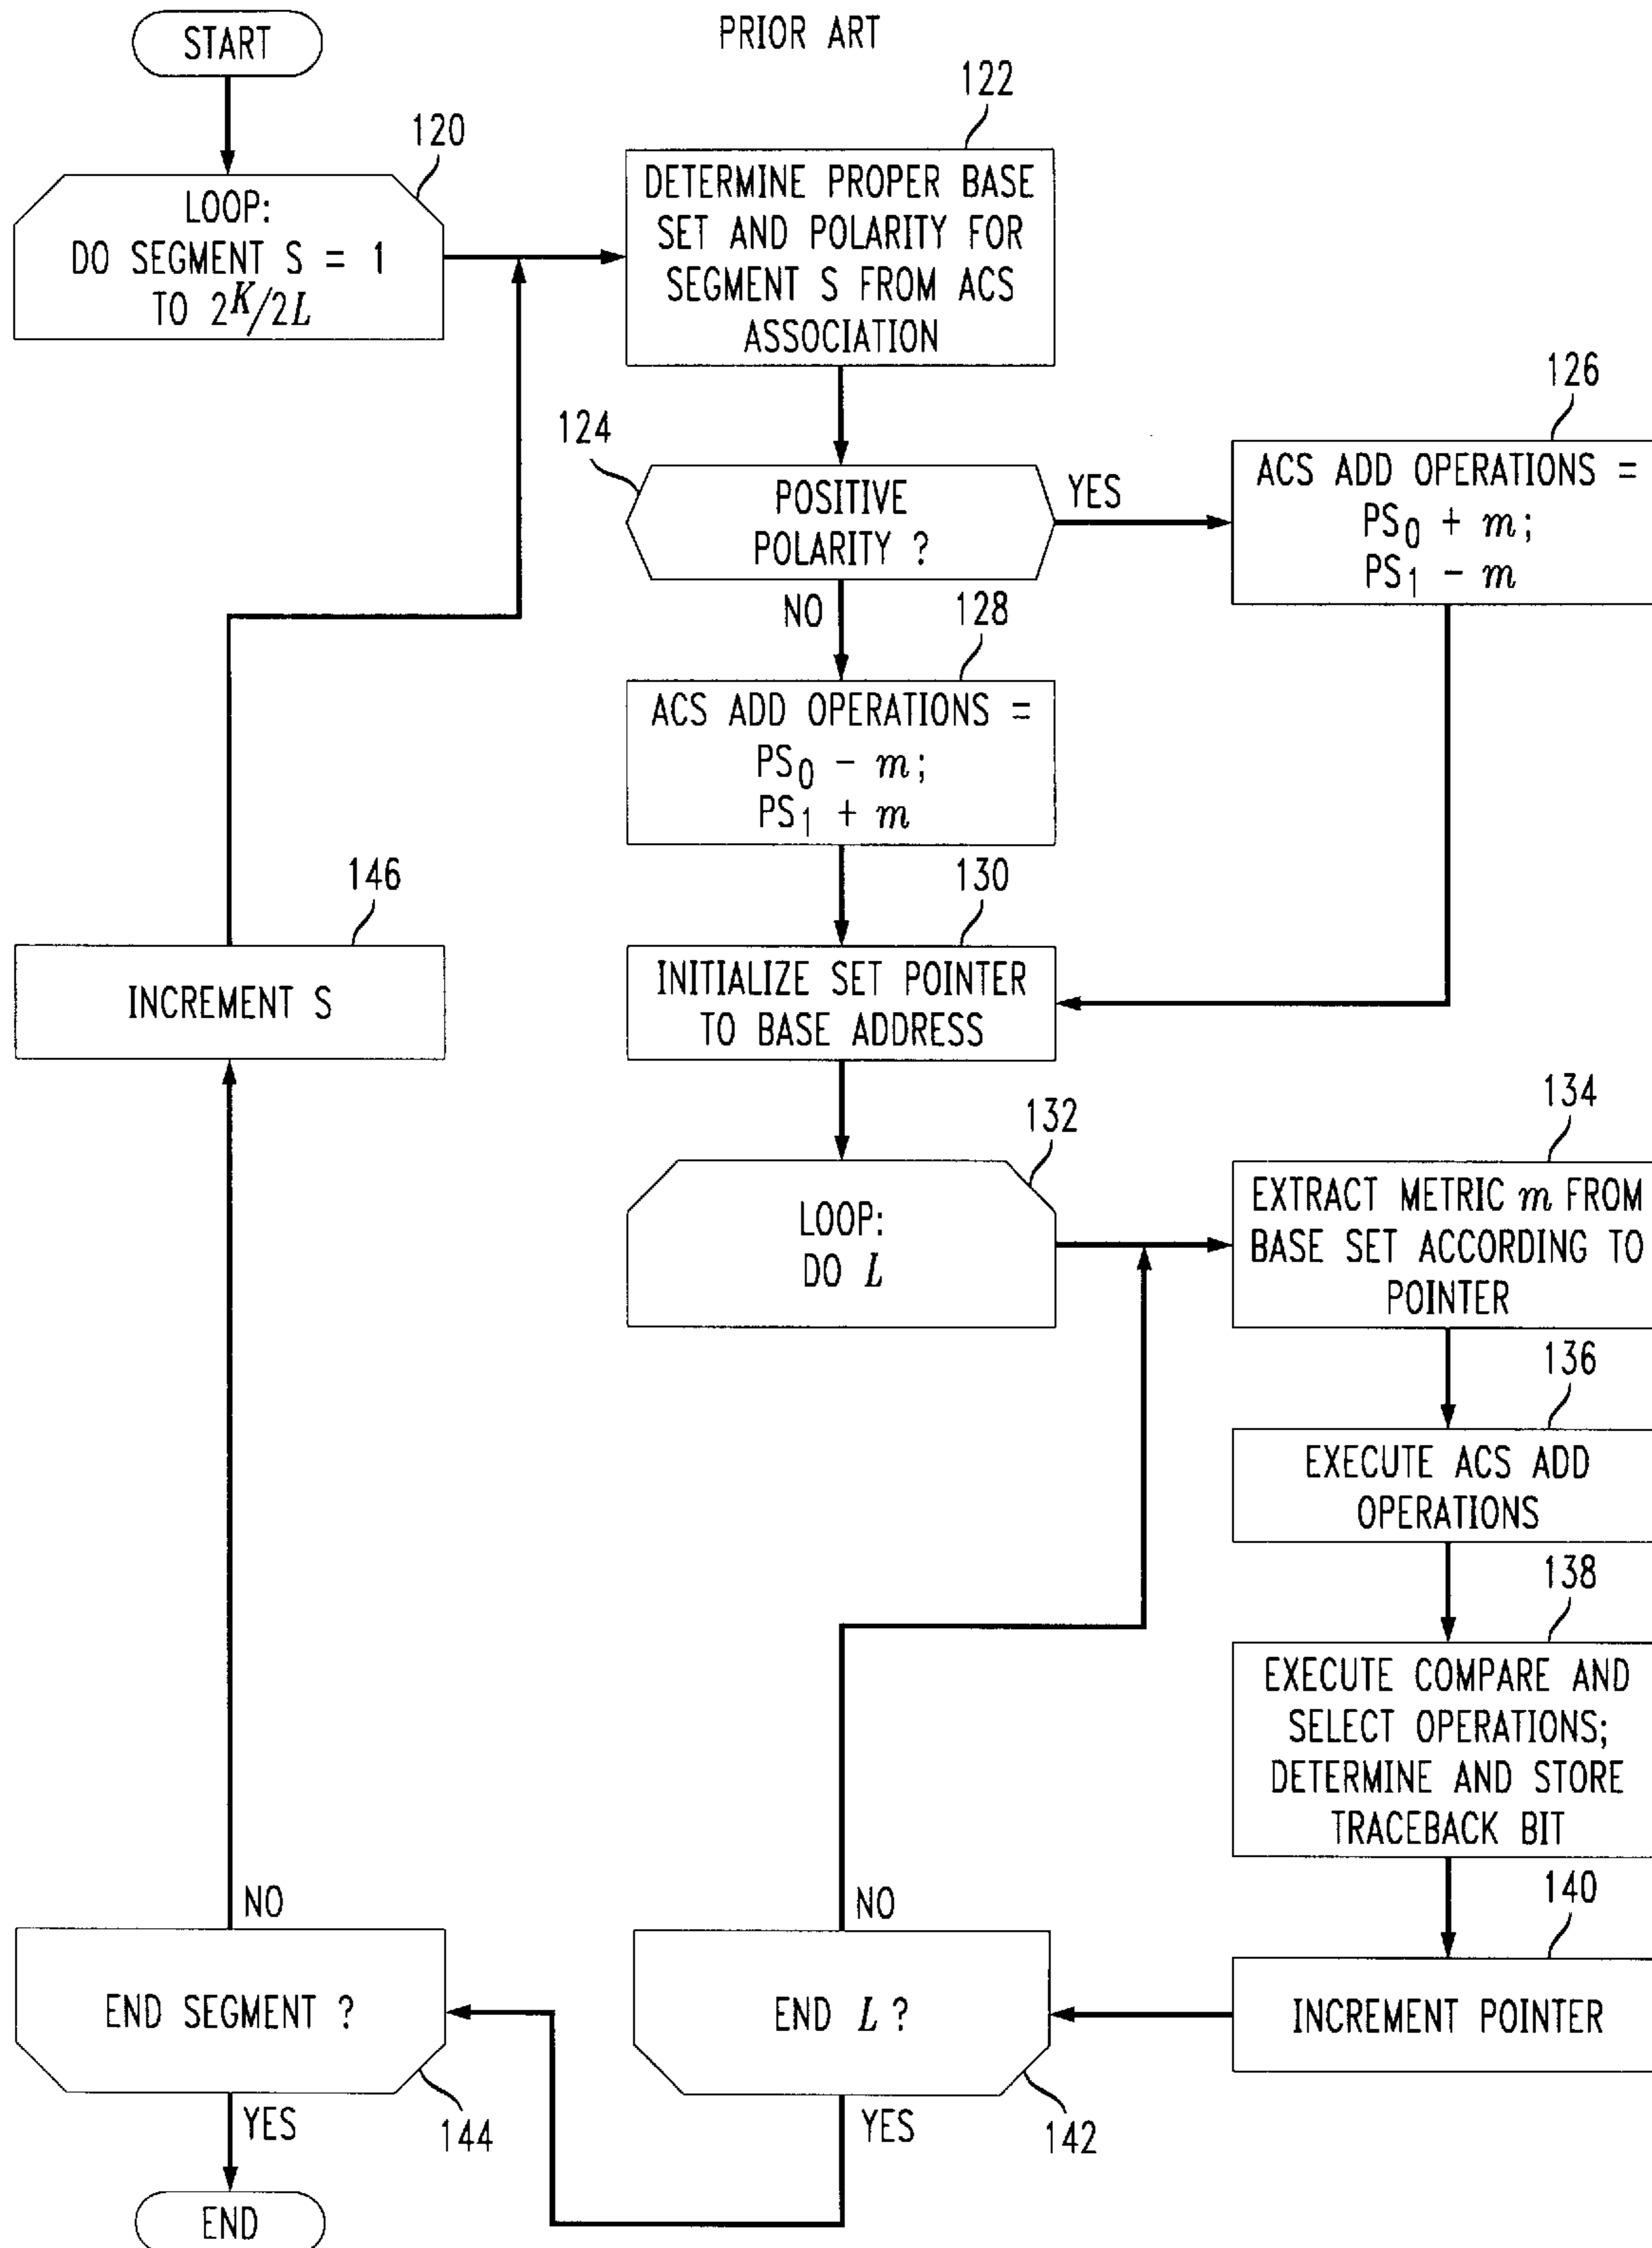 PRIOR ART
START
120
LOOP:
DO SEGMENT S = 1
TO 2^K/2L
122
DETERMINE PROPER BASE
SET AND POLARITY FOR
SEGMENT S FROM ACS
ASSOCIATION
124
POSITIVE
POLARITY ?
YES
NO
126
ACS ADD OPERATIONS =
PS₀ + m;
PS₁ − m
128
ACS ADD OPERATIONS =
PS₀ − m;
PS₁ + m
130
INITIALIZE SET POINTER
TO BASE ADDRESS
132
LOOP:
DO L
134
EXTRACT METRIC m FROM
BASE SET ACCORDING TO
POINTER
136
EXECUTE ACS ADD
OPERATIONS
138
EXECUTE COMPARE AND
SELECT OPERATIONS;
DETERMINE AND STORE
TRACEBACK BIT
140
INCREMENT POINTER
NO
END L ?
YES
142
NO
END SEGMENT ?
YES
144
146
INCREMENT S
END